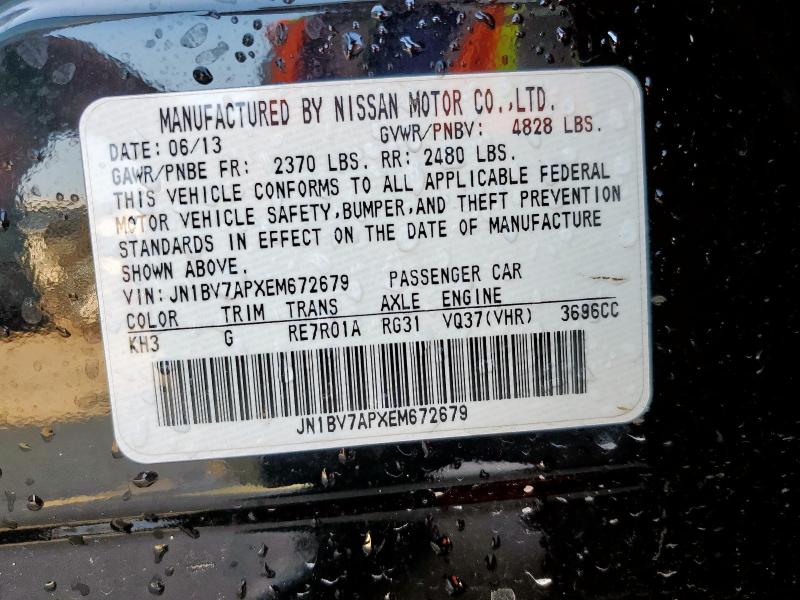 MANUFACTURED BY NISSAN MOTOR CO.,LTD.
DATE: 06/13 GVWR/PNBV: 4828 LBS.
GAWR/PNBE FR: 2370 LBS. RR: 2480 LBS.
THIS VEHICLE CONFORMS TO ALL APPLICABLE FEDERAL
MOTOR VEHICLE SAFETY,BUMPER,AND THEFT PREVENTION
STANDARDS IN EFFECT ON THE DATE OF MANUFACTURE
SHOWN ABOVE.
VIN: JN1BV7APXEM672679 PASSENGER CAR
COLOR TRIM TRANS AXLE ENGINE
KH3 G RE7R01A RG31 VQ37(VHR) 3696CC
JN1BV7APXEM672679